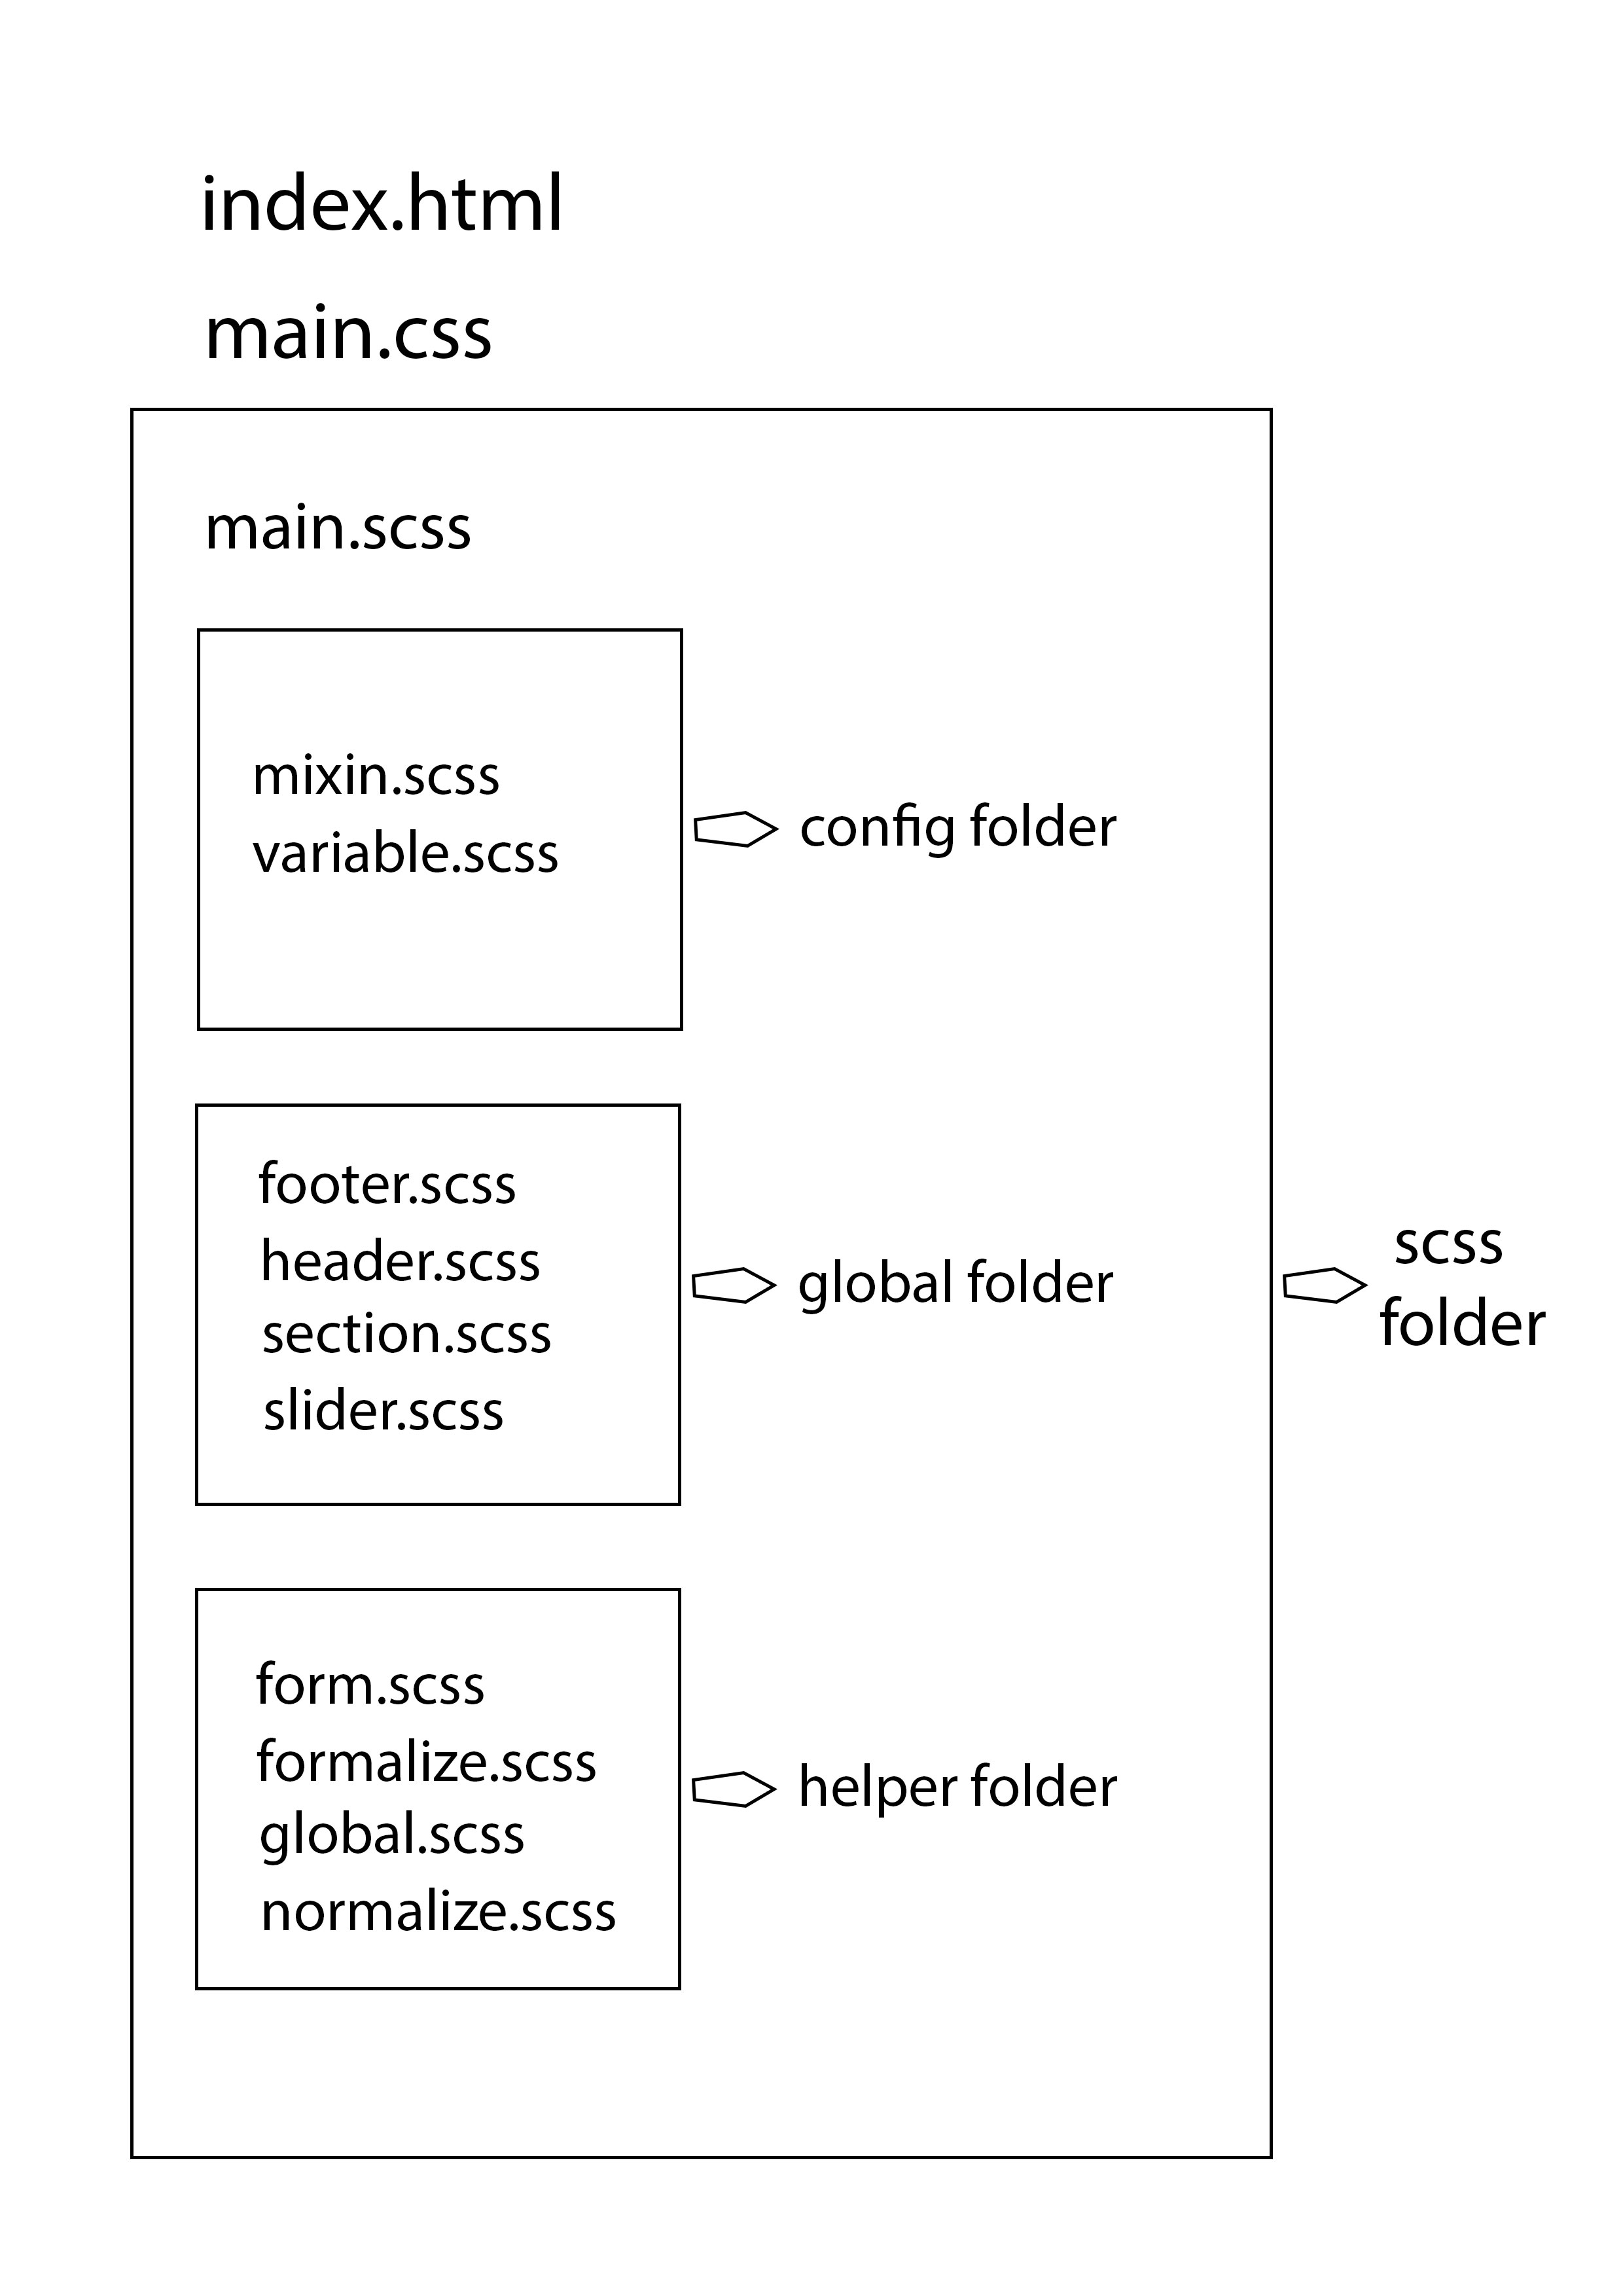 index.html
main.css
main.scss
mixin.scss
variable.scss
config folder
footer.scss
header.scss
section.scss
slider.scss
global folder
scss
folder
form.scss
formalize.scss
global.scss
normalize.scss
helper folder